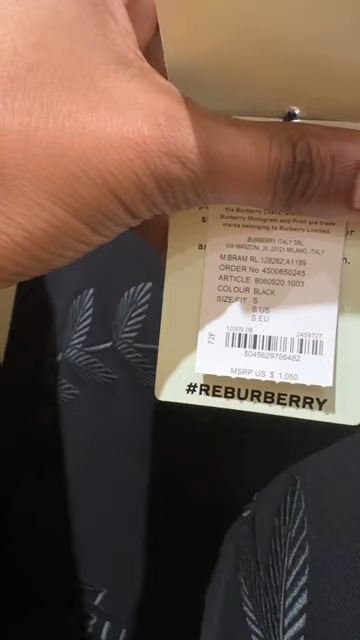 the Burberry Check,
Burberry Monogram and Print are trade
marks belonging to Burberry Limited.
BURBERRY ITALY SRL
VIA MANZONI, 20, 20121 MILANO, ITALY
M BRAM RL:128262:A1189
ORDER No 4500650245
ARTICLE 8060920 1003
COLOUR BLACK
SIZE/FIT S
S US
S EU
72F
10309.08 2459727
5045629766482
MSRP US $ 1,050
#REBURBERRY